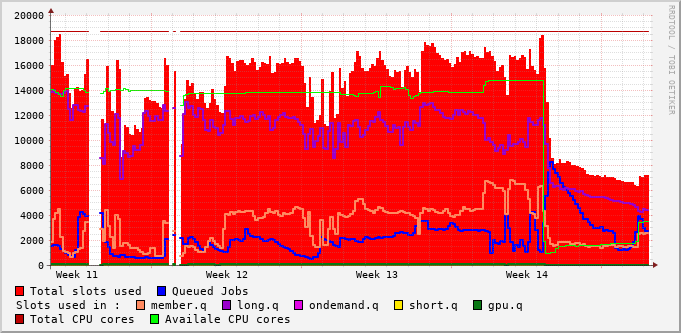 20000
18000
16000
14000
12000
10000
8000
6000
4000
2000
0
Week 11 Week 12 Week 13 Week 14
RRDTOOL / TOBI OETIKER
Total slots used Queued Jobs
Slots used in : member.q long.q ondemand.q short.q gpu.q
Total CPU cores Availale CPU cores